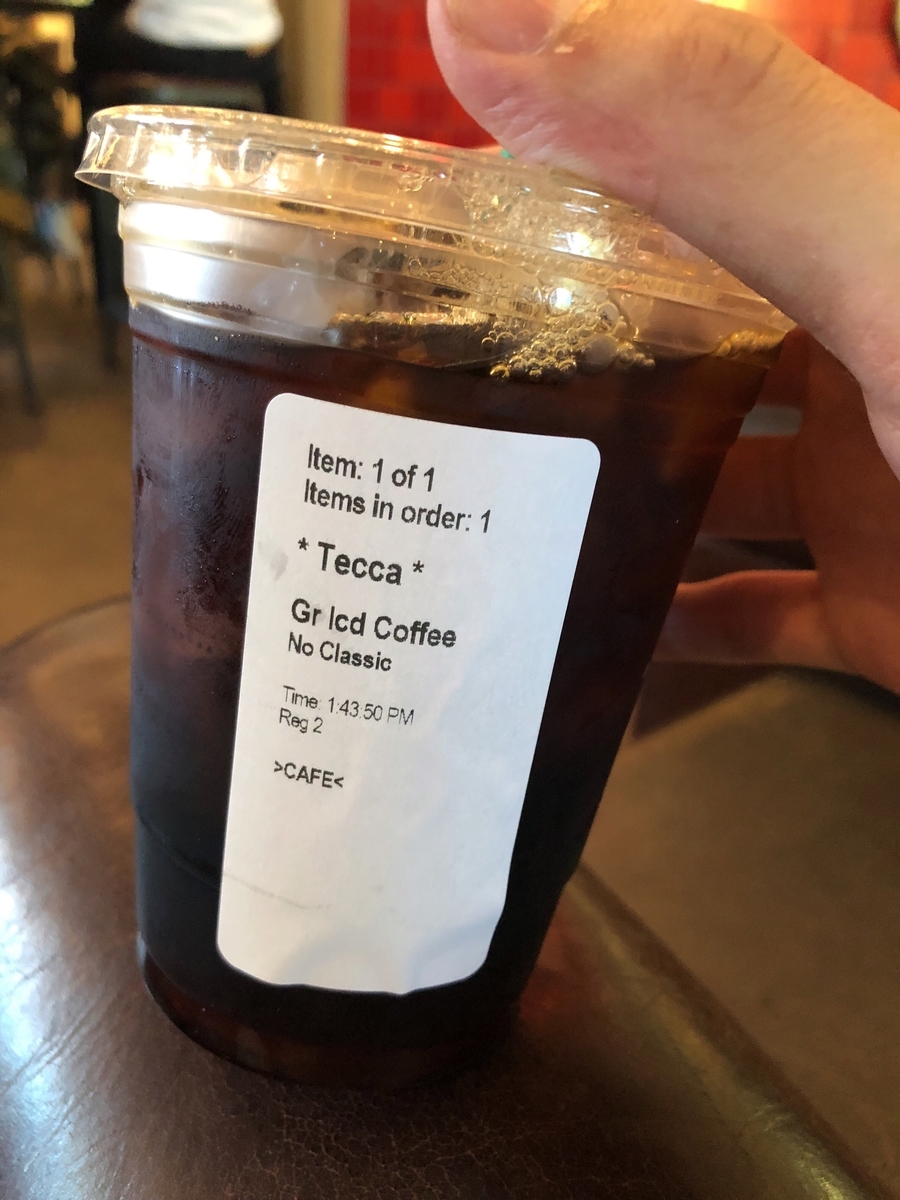 Item: 1 of 1
Items in order: 1
* Tecca *
Gr Icd Coffee
No Classic
Time: 1:43:50 PM
Reg 2
>CAFE<